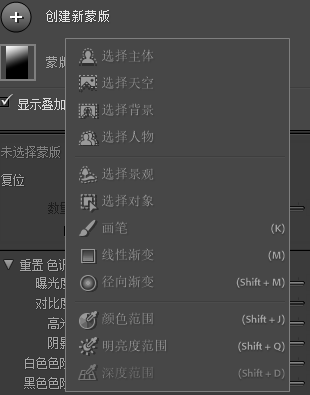 创建新蒙版
蒙版
选择主体
选择天空
选择背景
显示叠加
选择人物
未选择蒙版
选择景观
复位
选择对象
数量
画笔 (K)
线性渐变 (M)
重置 色调
径向渐变 (Shift + M)
曝光度
对比度
颜色范围 (Shift + J)
高光
明亮度范围 (Shift + Q)
阴影
白色色阶
深度范围 (Shift + D)
黑色色阶